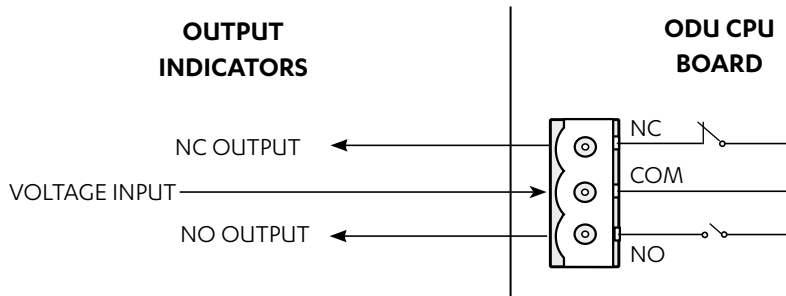 OUTPUT
INDICATORS
ODU CPU
BOARD
NC OUTPUT
NC
VOLTAGE INPUT
COM
NO OUTPUT
NO